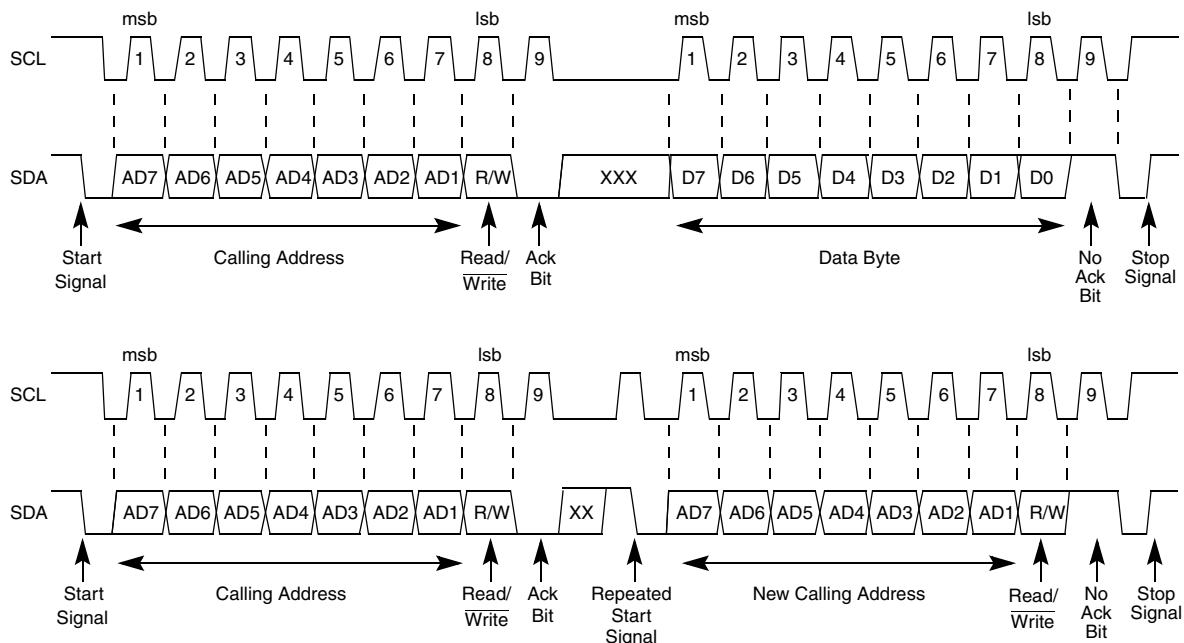 msb lsb msb lsb
SCL 1 2 3 4 5 6 7 8 9 1 2 3 4 5 6 7 8 9
SDA AD7 AD6 AD5 AD4 AD3 AD2 AD1 R/W XXX D7 D6 D5 D4 D3 D2 D1 D0
Start Signal
Calling Address
Read/ Write
Ack Bit
Data Byte
No Ack Bit
Stop Signal
msb lsb msb lsb
SCL 1 2 3 4 5 6 7 8 9 1 2 3 4 5 6 7 8 9
SDA AD7 AD6 AD5 AD4 AD3 AD2 AD1 R/W XX AD7 AD6 AD5 AD4 AD3 AD2 AD1 R/W
Start Signal
Calling Address
Read/ Write
Ack Bit
Repeated Start Signal
New Calling Address
Read/ Write
No Ack Bit
Stop Signal